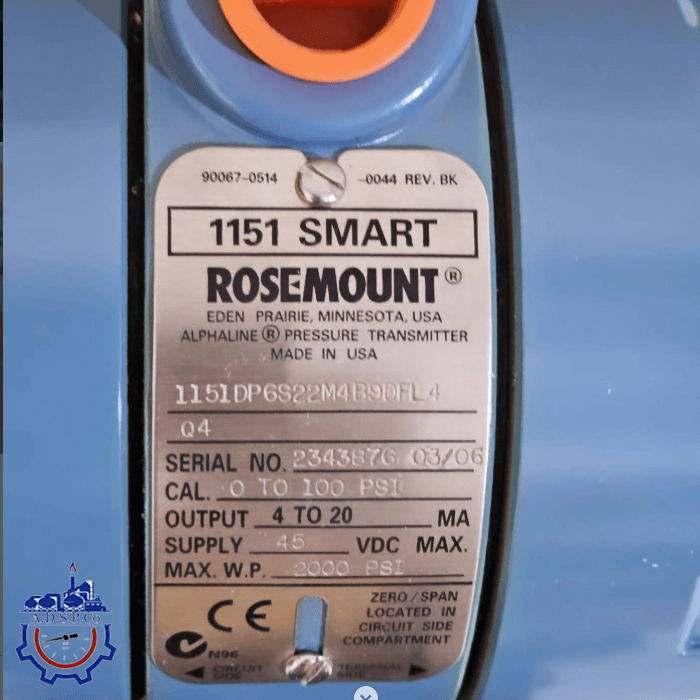 90067-0514 -0044 REV. BK
1151 SMART
ROSEMOUNT®
EDEN PRAIRIE, MINNESOTA, USA
ALPHALINE ® PRESSURE TRANSMITTER
MADE IN USA
1151DP6S22M4B9DFL4
Q4
SERIAL NO. 2343876 03/06
CAL. 0 TO 100 PSI
OUTPUT 4 TO 20 MA
SUPPLY 45 VDC MAX.
MAX. W.P. 2000 PSI
CE
N96
ZERO / SPAN
LOCATED IN
CIRCUIT SIDE
COMPARTMENT
CIRCUIT SIDE
TERMINAL SIDE
A.D.S.P.Co